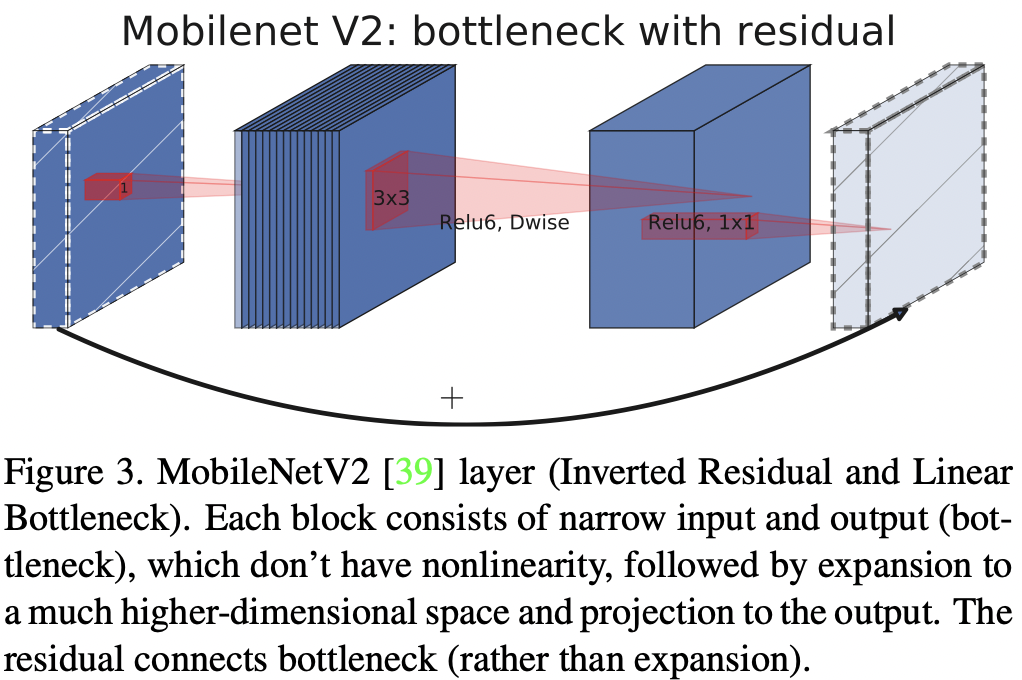 Mobilenet V2: bottleneck with residual
1
3x3
Relu6, Dwise
Relu6, 1x1
+
Figure 3. MobileNetV2 [39] layer (Inverted Residual and Linear
Bottleneck). Each block consists of narrow input and output (bot-
tleneck), which don’t have nonlinearity, followed by expansion to
a much higher-dimensional space and projection to the output. The
residual connects bottleneck (rather than expansion).